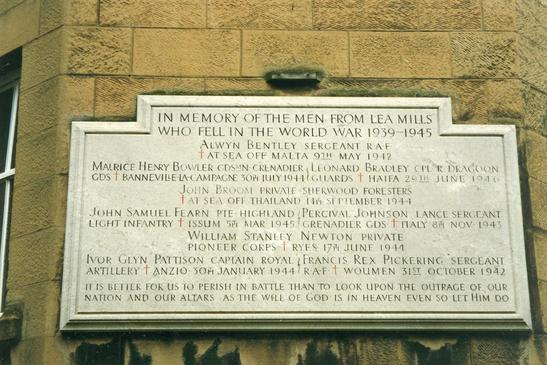 IN MEMORY OF THE MEN FROM LEA MILLS
WHO FELL IN THE WORLD WAR 1939-1945
ALWYN BENTLEY SERGEANT R·A·F·
† AT SEA OFF MALTA 9TH MAY 1942
MAURICE HENRY BOWLER GDSMN·GRENADIER LEONARD BRADLEY CPL R. DRAGOON
GDS † BANNEVILLE·LA·CAMPAGNE 30TH JULY 1944 GUARDS † HAIFA 29TH JUNE 1946
JOHN BROOM PRIVATE SHERWOOD FORESTERS
† AT SEA OFF THAILAND 14TH SEPTEMBER 1944
JOHN SAMUEL FEARN PTE·HIGHLAND PERCIVAL JOHNSON LANCE SERGEANT
LIGHT INFANTRY † ISSUM 5TH MAR 1945 GRENADIER GDS † ITALY 8TH NOV 1943
WILLIAM STANLEY NEWTON PRIVATE
PIONEER CORPS † RYES 17TH JUNE 1944
IVOR GLYN PATTISON CAPTAIN ROYAL FRANCIS REX PICKERING SERGEANT
ARTILLERY † ANZIO 30TH JANUARY 1944 R·A·F † WOUMEN 31ST OCTOBER 1942
IT IS BETTER FOR US TO PERISH IN BATTLE THAN TO LOOK UPON THE OUTRAGE OF OUR
NATION AND OUR ALTARS · AS THE WILL OF GOD IS IN HEAVEN EVEN SO LET HIM DO